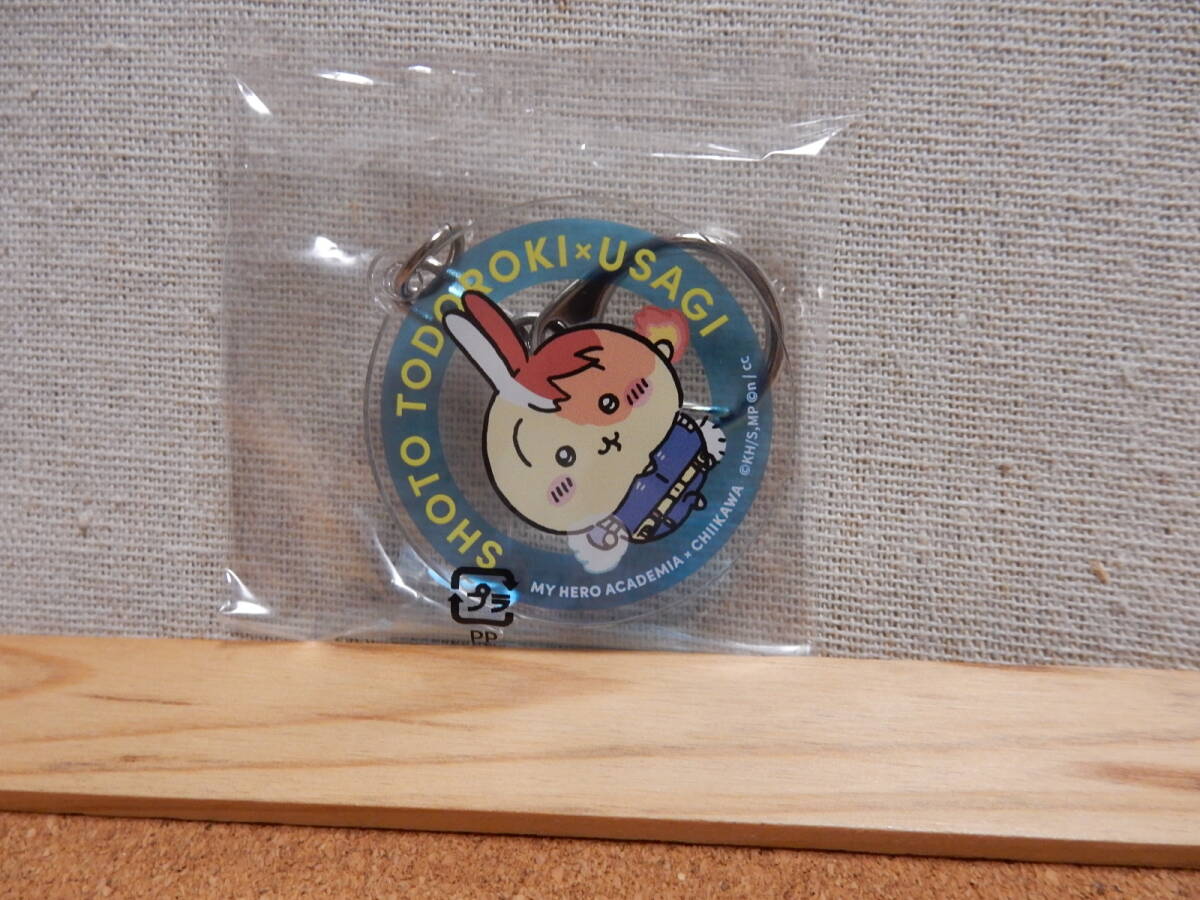 SHOTO TODOROKI×USAGI
MY HERO ACADEMIA × CHIIKAWA ©KH/S,MP ©n|cc
プラ
PP